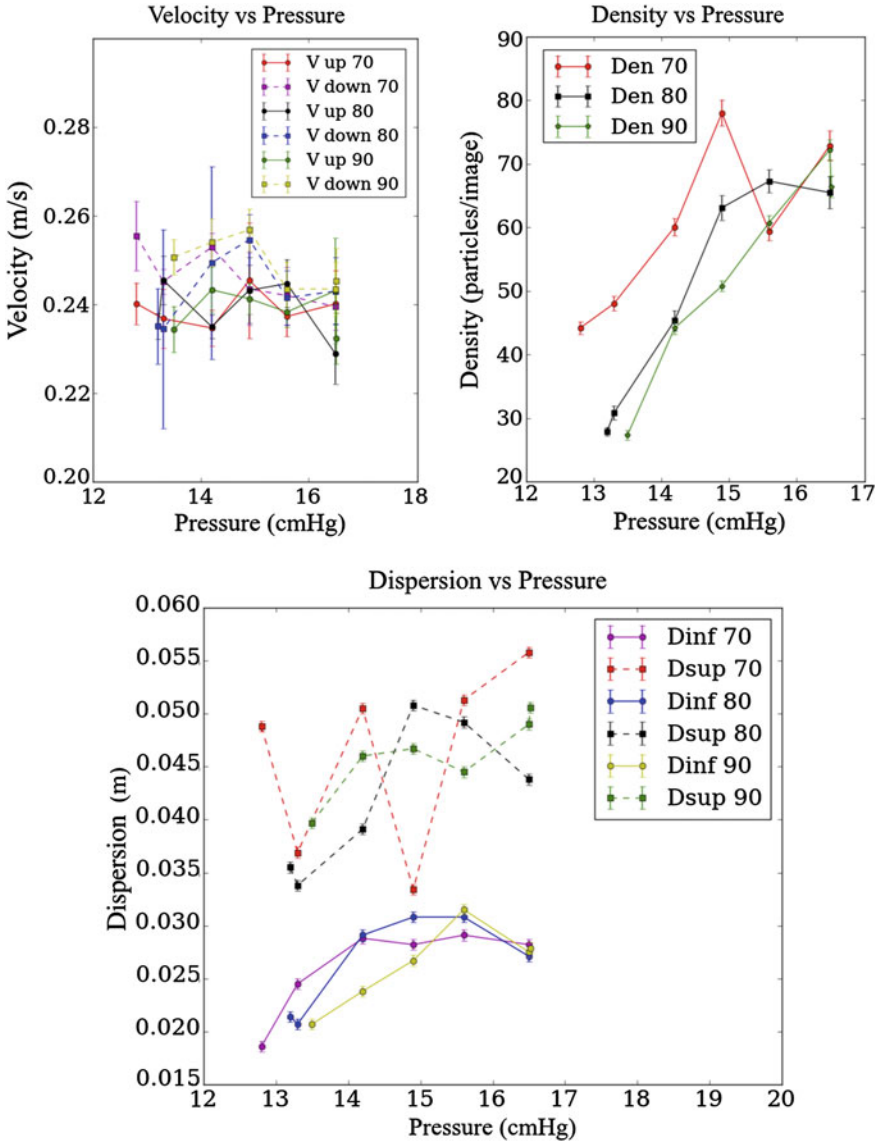 Velocity vs Pressure
Velocity (m/s)
0.28
0.26
0.24
0.22
0.20
12
14
16
18
Pressure (cmHg)
V up 70
V down 70
V up 80
V down 80
V up 90
V down 90
Density vs Pressure
Density (particles/image)
90
80
70
60
50
40
30
20
12
13
14
15
16
17
Pressure (cmHg)
Den 70
Den 80
Den 90
Dispersion vs Pressure
Dispersion (m)
0.060
0.055
0.050
0.045
0.040
0.035
0.030
0.025
0.020
0.015
12
13
14
15
16
17
18
19
20
Pressure (cmHg)
Dinf 70
Dsup 70
Dinf 80
Dsup 80
Dinf 90
Dsup 90